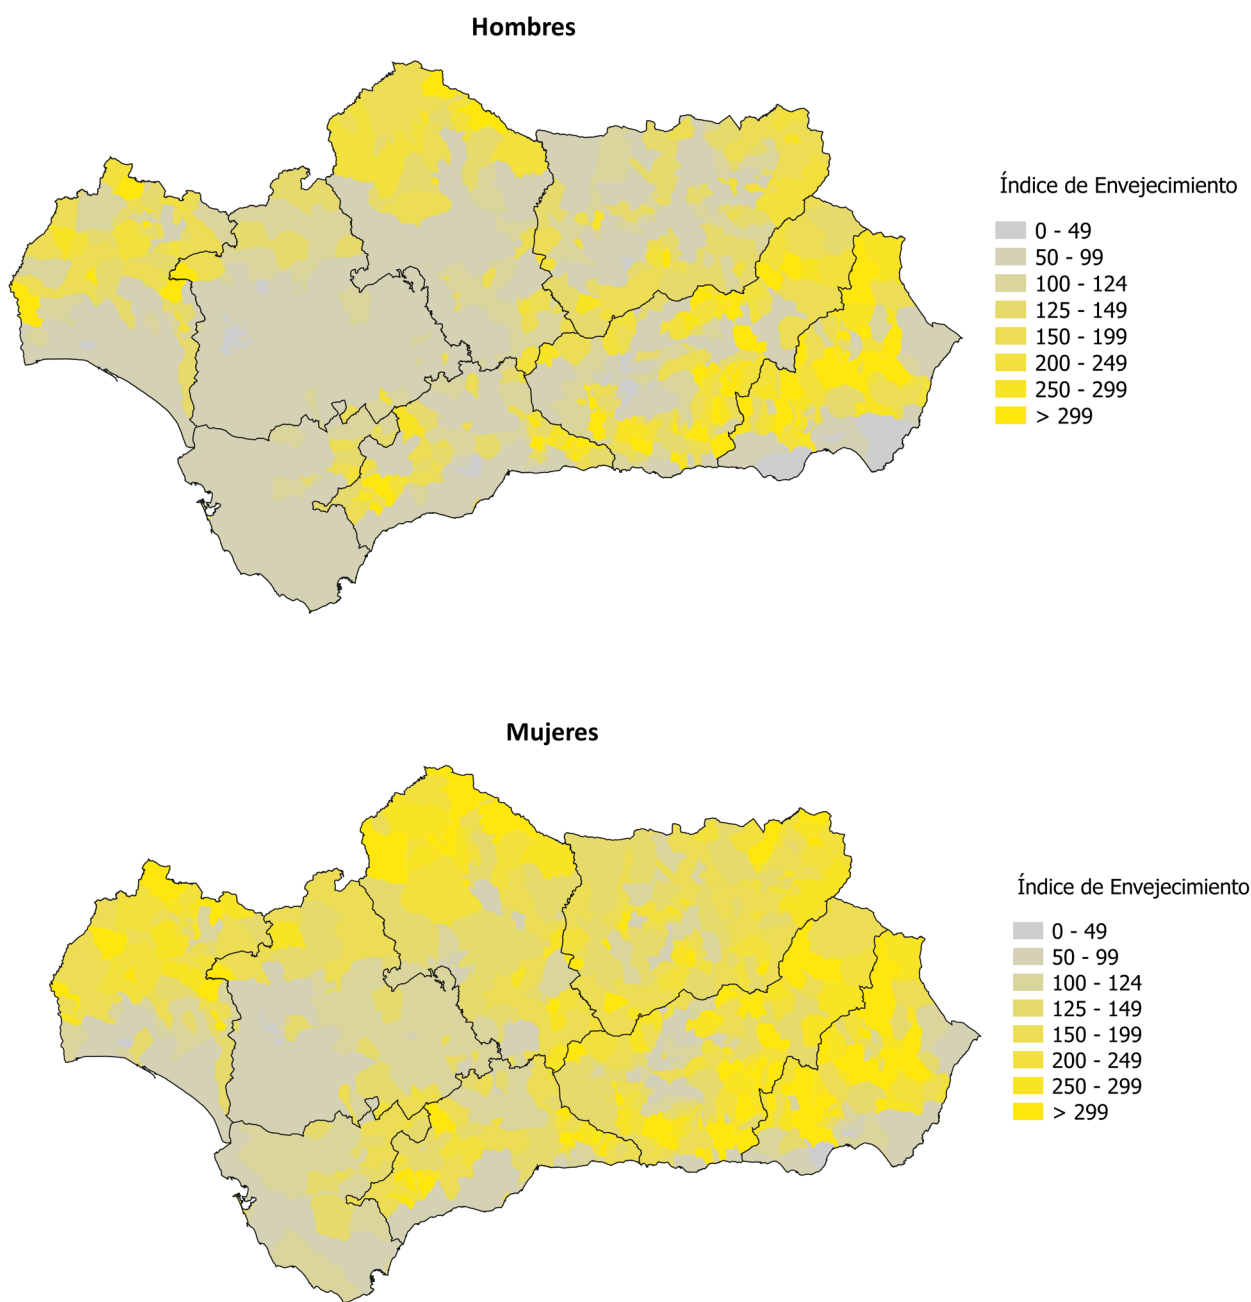 Hombres
Índice de Envejecimiento
0 - 49
50 - 99
100 - 124
125 - 149
150 - 199
200 - 249
250 - 299
> 299
Mujeres
Índice de Envejecimiento
0 - 49
50 - 99
100 - 124
125 - 149
150 - 199
200 - 249
250 - 299
> 299